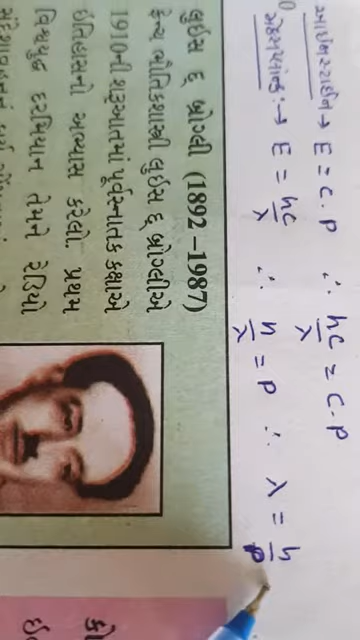 આઈન્સ્ટાઈન → E = C . P ∴ hc/λ = C . P
→ E = hc/λ ∴ h/λ = P ∴ λ = h/P
લુઈસ દ્ બ્રોગ્લી (1892 – 1987)
ફ્રેન્ચ ભૌતિકશાસ્ત્રી લુઈસ દ્ બ્રોગ્લીએ
1910ની શરૂઆતમાં પૂર્વસ્નાતક કક્ષાએ
ઇતિહાસનો અભ્યાસ કરેલો. પ્રથમ
વિશ્વયુદ્ધ દરમિયાન તેમને રેડિયો